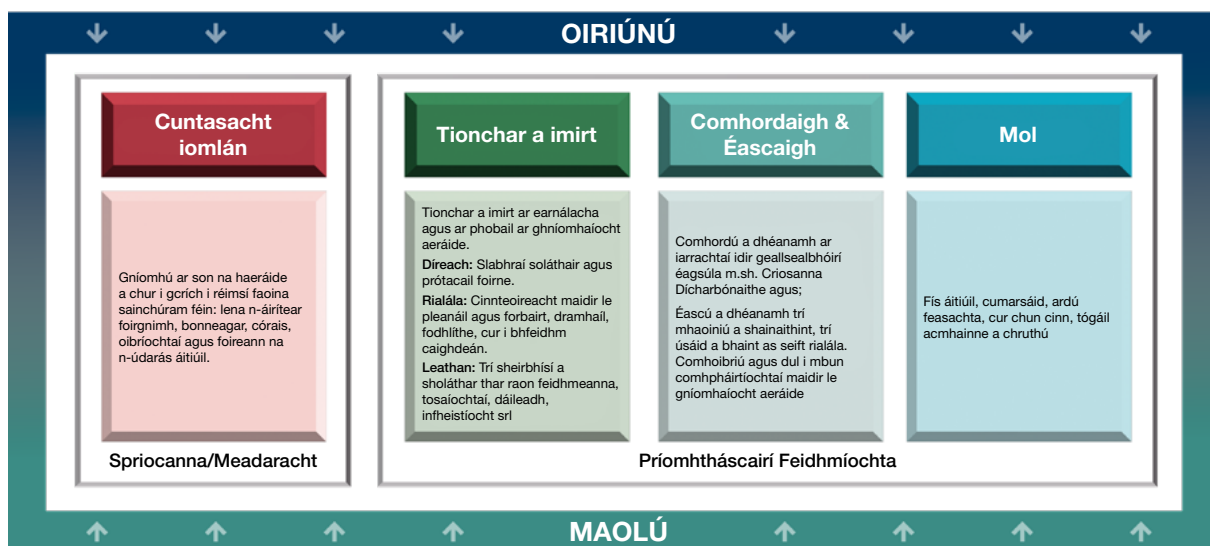 OIRIÚNÚ
Cuntasacht
iomlán
Gníomhú ar son na haeráide
a chur i gcrích i réimsí faoina
sainchúram féin: lena n-áirítear
foirgnimh, bonneagar, córais,
oibríochtaí agus foireann na
n-údarás áitiúil.
Spriocanna/Meadaracht
Tionchar a imirt
Tionchar a imirt ar earnálacha
agus ar phobail ar ghníomhaíocht
aeráide.
Díreach: Slabhraí soláthair agus
prótacail foirne.
Rialála: Cinnteoireacht maidir le
pleanáil agus forbairt, dramhaíl,
fodhlíthe, cur i bhfeidhm
caighdeán.
Leathan: Trí sheirbhísí a
sholáthar thar raon feidhmeanna,
tosaíochtaí, dáileadh,
infheistíocht srl
Comhordaigh &
Éascaigh
Comhordú a dhéanamh ar
iarrachtaí idir geallsealbhóirí
éagsúla m.sh. Criosanna
Dícharbónaithe agus;
Éascú a dhéanamh trí
mhaoiniú a shainaithint, trí
úsáid a bhaint as seift rialála.
Comhoibriú agus dul i mbun
comhpháirtíochtaí maidir le
gníomhaíocht aeráide
Mol
Fís áitiúil, cumarsáid, ardú
feasachta, cur chun cinn, tógáil
acmhainne a chruthú
Príomhtháscairí Feidhmíochta
MAOLÚ